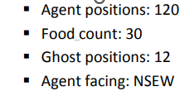 ▪ Agent positions: 120
▪ Food count: 30
▪ Ghost positions: 12
▪ Agent facing: NSEW